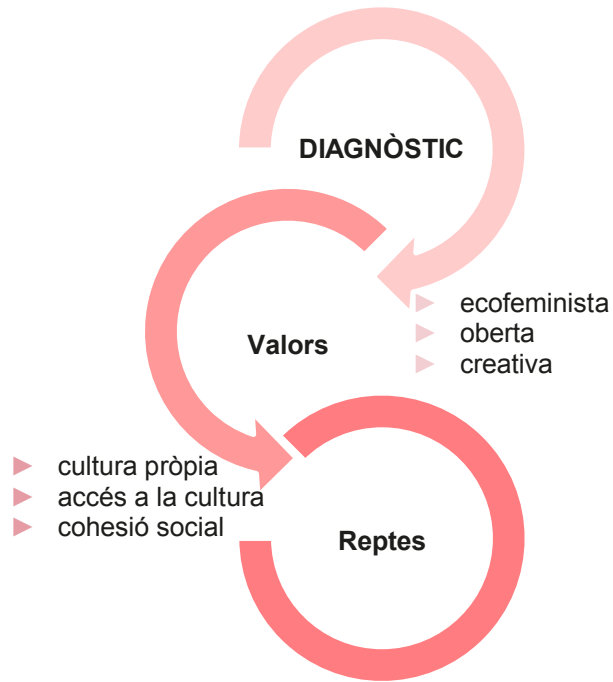 DIAGNÒSTIC
ecofeminista
oberta
creativa
Valors
cultura pròpia
accés a la cultura
cohesió social
Reptes